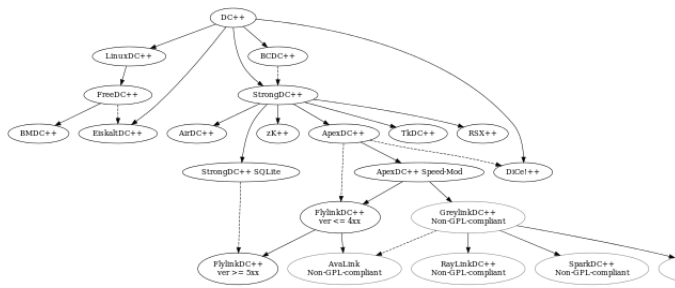 DC++
LinuxDC++
BCDC++
FreeDC++
StrongDC++
BMDC++
EiskaltDC++
AirDC++
zK++
ApexDC++
TkDC++
RSX++
StrongDC++ SQLite
ApexDC++ Speed-Mod
DiCe!++
FlylinkDC++
ver <= 4xx
GreylinkDC++
Non-GPL-compliant
FlylinkDC++
ver >= 5xx
AvaLink
Non-GPL-compliant
RayLinkDC++
Non-GPL-compliant
SparkDC++
Non-GPL-compliant